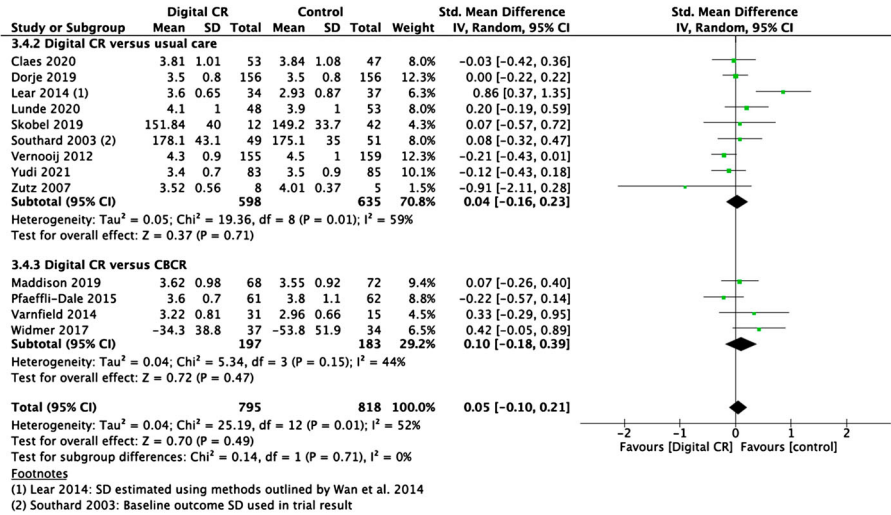 Digital CR Control Std. Mean Difference Std. Mean Difference
Study or Subgroup Mean SD Total Mean SD Total Weight IV, Random, 95% CI IV, Random, 95% CI
3.4.2 Digital CR versus usual care
Claes 2020 3.81 1.01 53 3.84 1.08 47 8.0% -0.03 [-0.42, 0.36]
Dorje 2019 3.5 0.8 156 3.5 0.8 156 12.3% 0.00 [-0.22, 0.22]
Lear 2014 (1) 3.6 0.65 34 2.93 0.87 37 6.3% 0.86 [0.37, 1.35]
Lunde 2020 4.1 1 48 3.9 1 53 8.0% 0.20 [-0.19, 0.59]
Skobel 2019 151.84 40 12 149.2 33.7 42 4.3% 0.07 [-0.57, 0.72]
Southard 2003 (2) 178.1 43.1 49 175.1 35 51 8.0% 0.08 [-0.32, 0.47]
Vernooij 2012 4.3 0.9 155 4.5 1 159 12.3% -0.21 [-0.43, 0.01]
Yudi 2021 3.4 0.7 83 3.5 0.9 85 10.1% -0.12 [-0.43, 0.18]
Zutz 2007 3.52 0.56 8 4.01 0.37 5 1.5% -0.91 [-2.11, 0.28]
Subtotal (95% CI) 598 635 70.8% 0.04 [-0.16, 0.23]
Heterogeneity: Tau² = 0.05; Chi² = 19.36, df = 8 (P = 0.01); I² = 59%
Test for overall effect: Z = 0.37 (P = 0.71)
3.4.3 Digital CR versus CBCR
Maddison 2019 3.62 0.98 68 3.55 0.92 72 9.4% 0.07 [-0.26, 0.40]
Pfaeffli-Dale 2015 3.6 0.7 61 3.8 1.1 62 8.8% -0.22 [-0.57, 0.14]
Varnfield 2014 3.22 0.81 31 2.96 0.66 15 4.5% 0.33 [-0.29, 0.95]
Widmer 2017 -34.3 38.8 37 -53.8 51.9 34 6.5% 0.42 [-0.05, 0.89]
Subtotal (95% CI) 197 183 29.2% 0.10 [-0.18, 0.39]
Heterogeneity: Tau² = 0.04; Chi² = 5.34, df = 3 (P = 0.15); I² = 44%
Test for overall effect: Z = 0.72 (P = 0.47)
Total (95% CI) 795 818 100.0% 0.05 [-0.10, 0.21]
Heterogeneity: Tau² = 0.04; Chi² = 25.19, df = 12 (P = 0.01); I² = 52%
Test for overall effect: Z = 0.70 (P = 0.49)
Test for subgroup differences: Chi² = 0.14, df = 1 (P = 0.71), I² = 0%
-2 -1 0 1 2
Favours [Digital CR] Favours [control]
Footnotes
(1) Lear 2014: SD estimated using methods outlined by Wan et al. 2014
(2) Southard 2003: Baseline outcome SD used in trial result